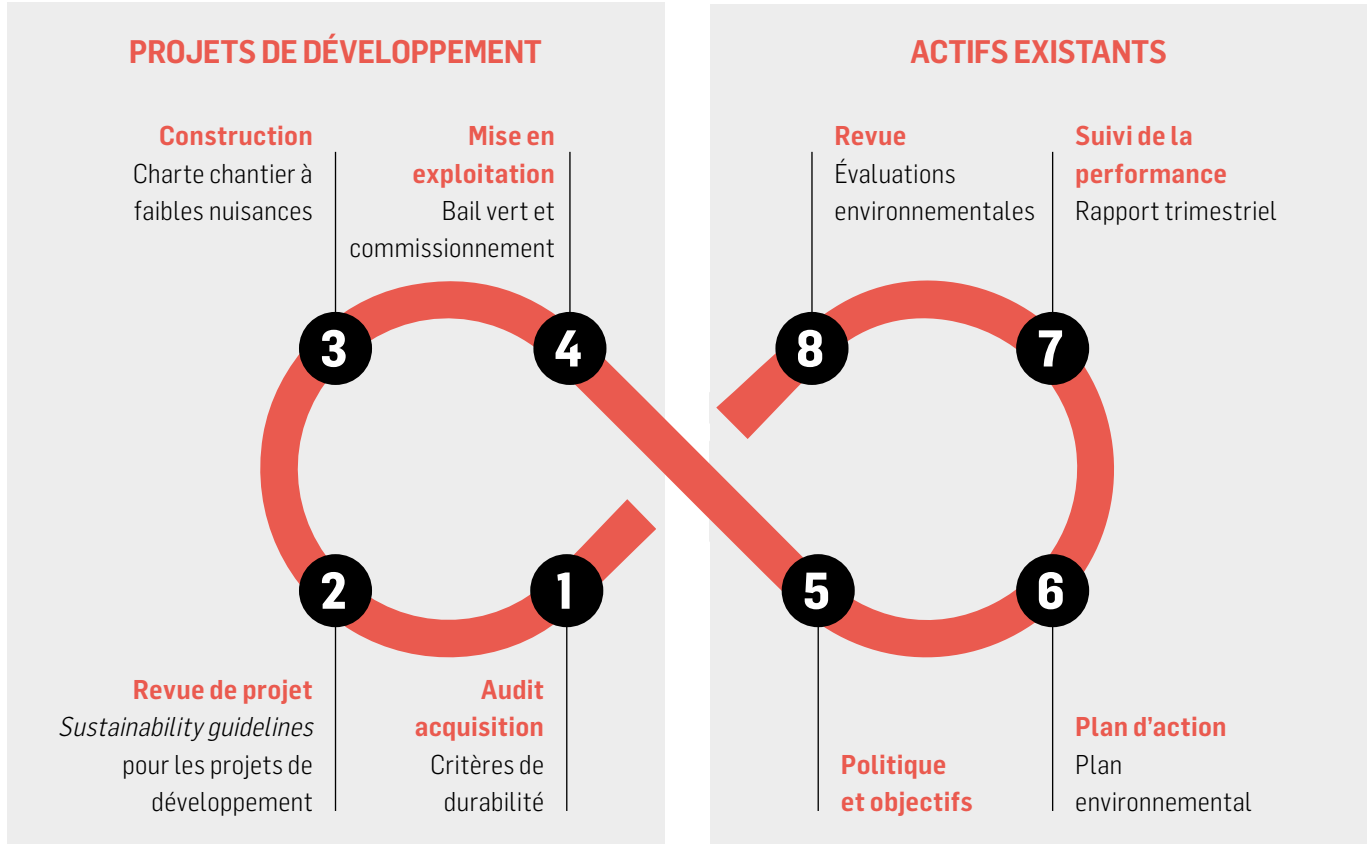 PROJETS DE DÉVELOPPEMENT
Construction
Charte chantier à
faibles nuisances
Mise en
exploitation
Bail vert et
commissionnement
3
4
2
1
Revue de projet
Sustainability guidelines
pour les projets de
développement
Audit
acquisition
Critères de
durabilité
ACTIFS EXISTANTS
Revue
Évaluations
environnementales
Suivi de la
performance
Rapport trimestriel
8
7
5
6
Politique
et objectifs
Plan d’action
Plan
environmental